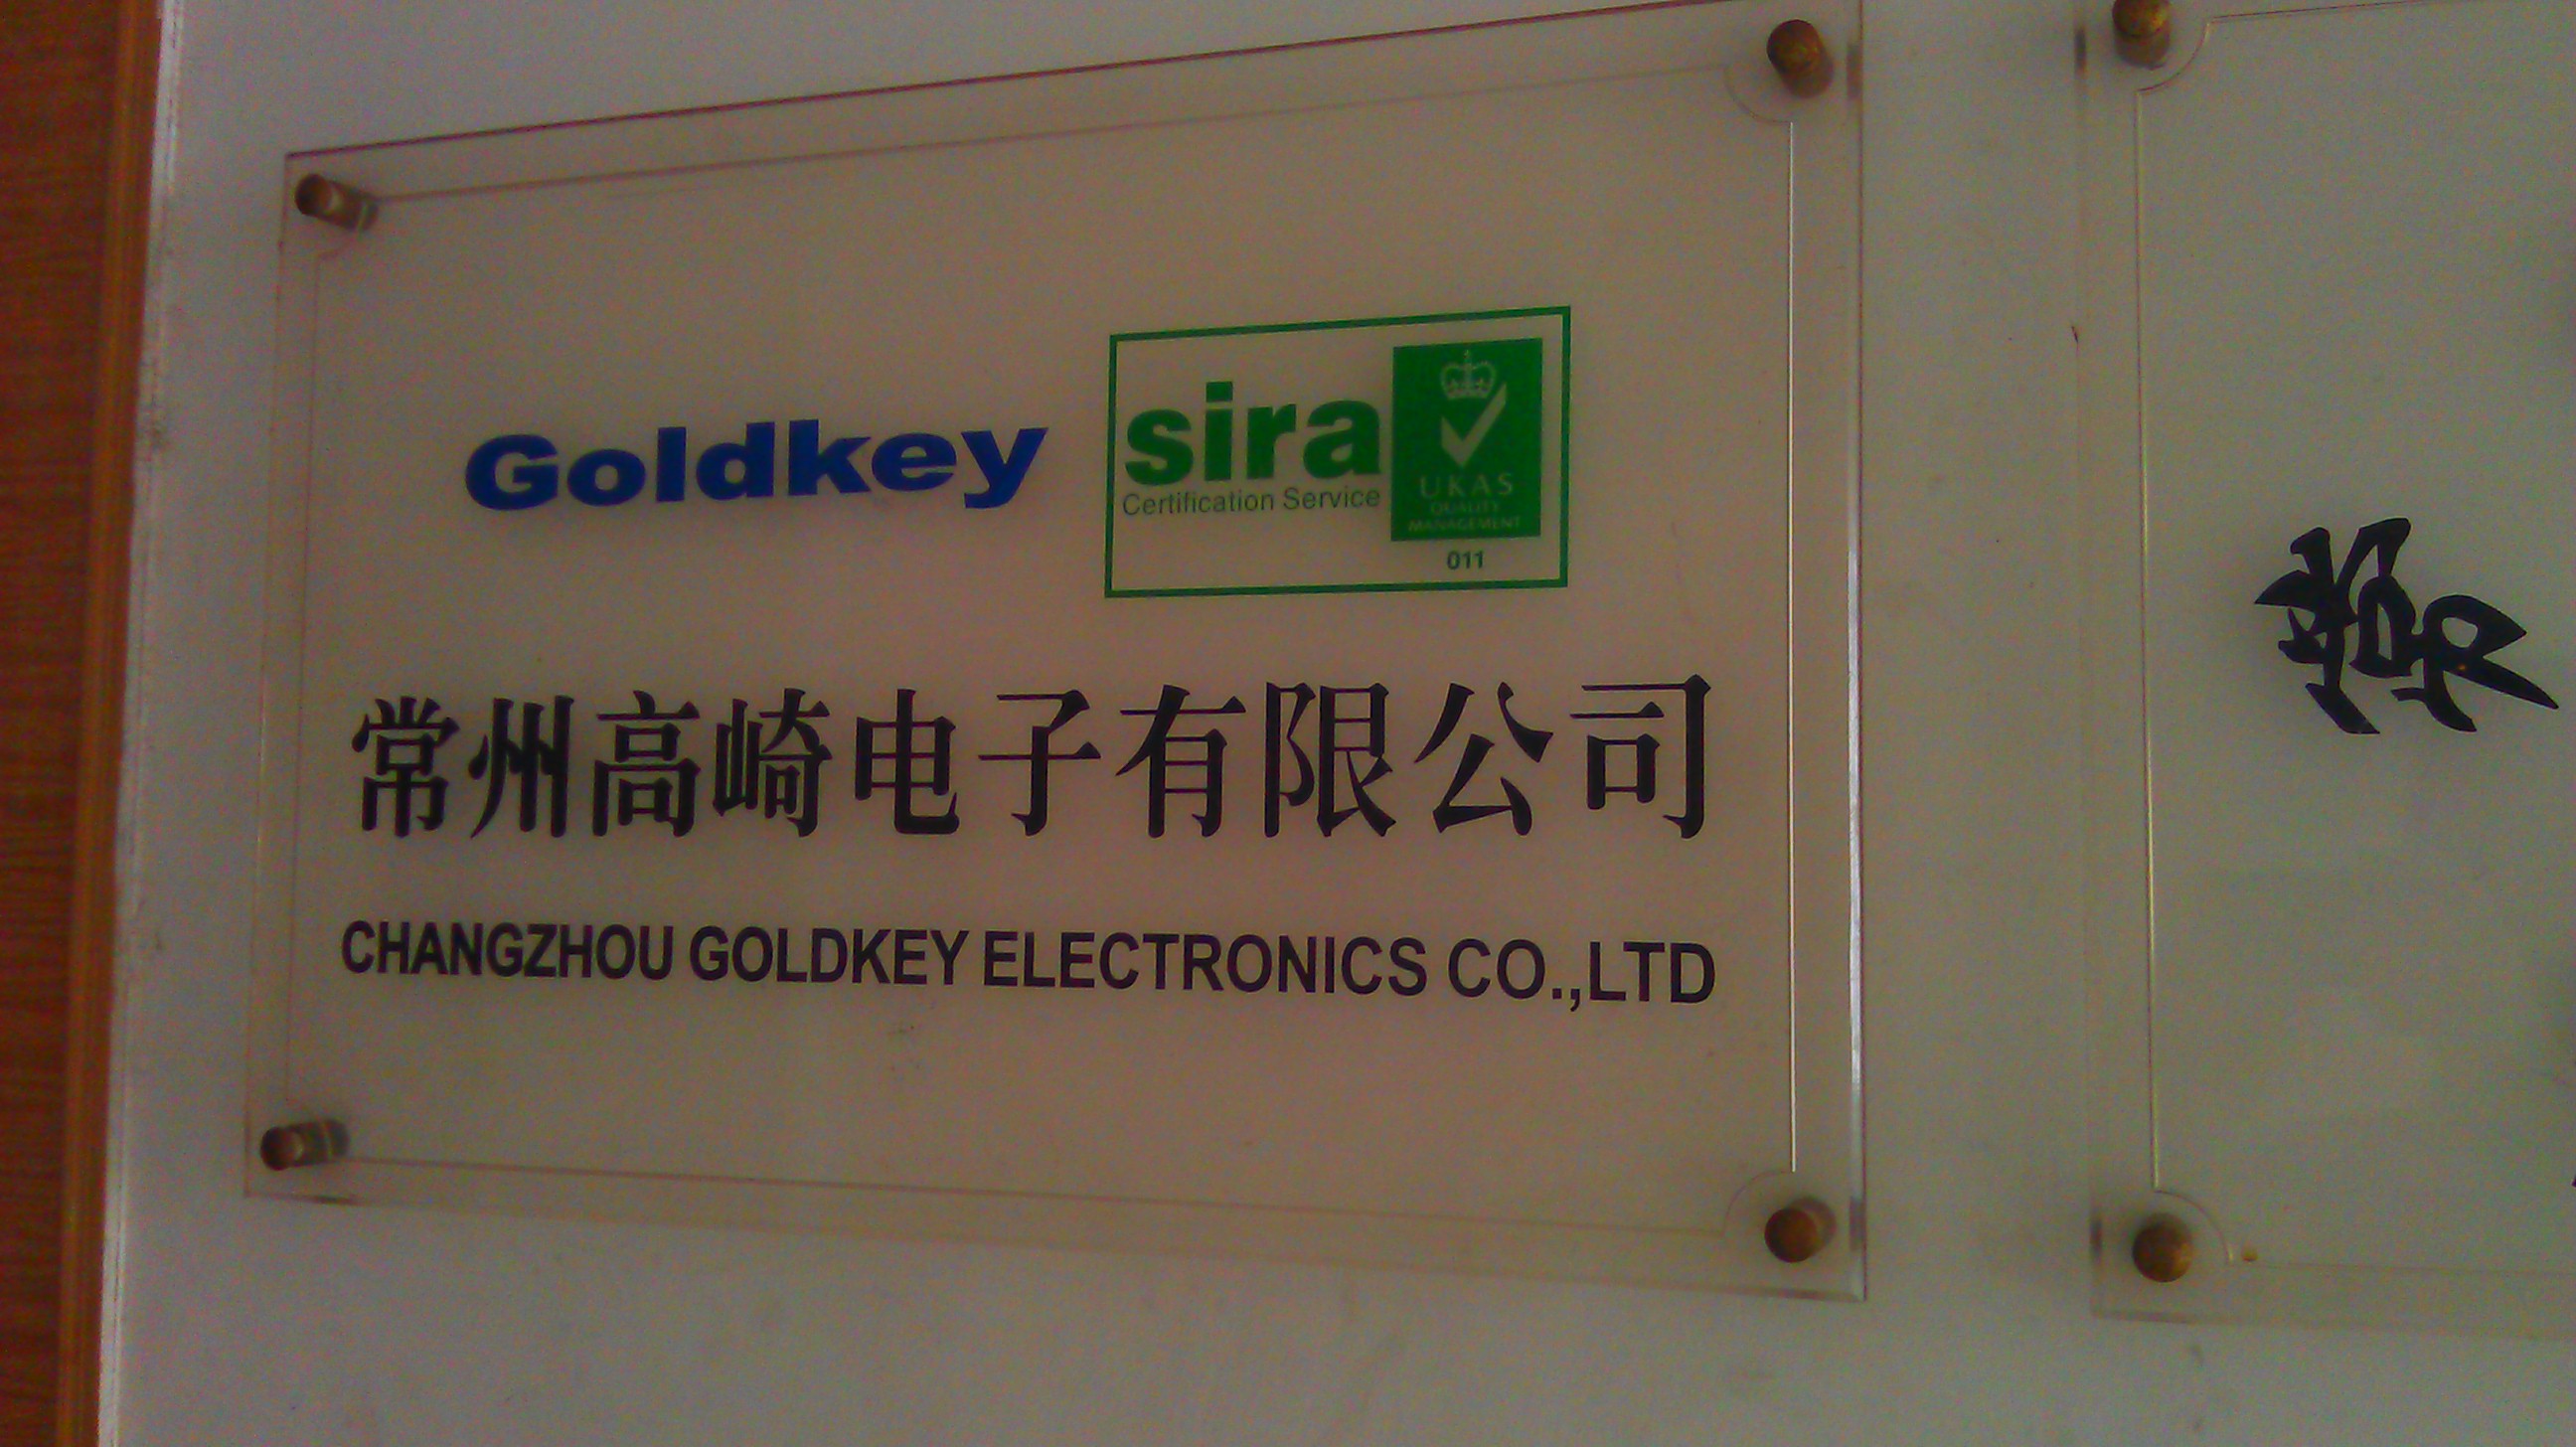 Goldkey
sira
Certification Service
UKAS
QUALITY
MANAGEMENT
011
常州高崎电子有限公司
CHANGZHOU GOLDKEY ELECTRONICS CO.,LTD